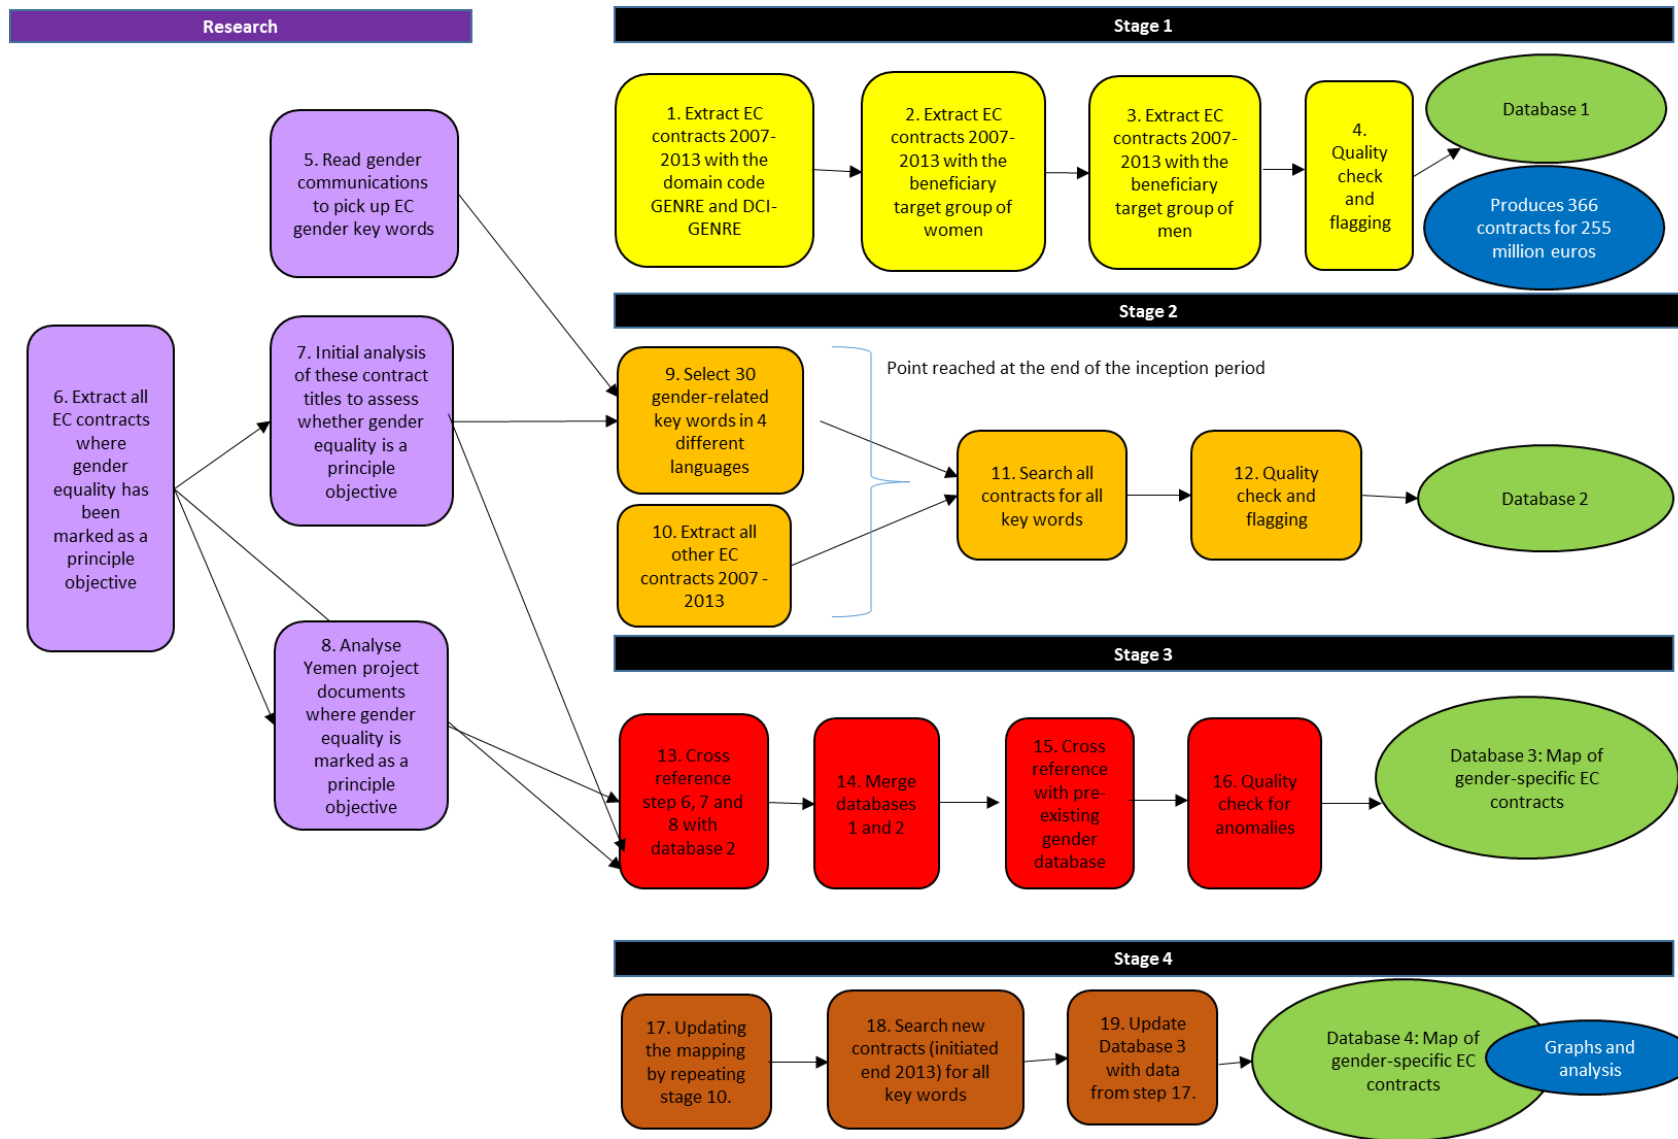 Research
5. Read gender
communications
to pick up EC
gender key words
6. Extract all
EC contracts
where
gender
equality has
been
marked as a
principle
objective
7. Initial analysis
of these contract
titles to assess
whether gender
equality is a
principle
objective
8. Analyse
Yemen project
documents
where gender
equality is
marked as a
principle
objective
Stage 1
1. Extract EC
contracts 2007-
2013 with the
domain code
GENRE and DCI-
GENRE
2. Extract EC
contracts 2007-
2013 with the
beneficiary
target group of
women
3. Extract EC
contracts 2007-
2013 with the
beneficiary
target group of
men
4.
Quality
check
and
flagging
Database 1
Produces 366
contracts for 255
million euros
Stage 2
9. Select 30
gender-related
key words in 4
different
languages
10. Extract all
other EC
contracts 2007 -
2013
Point reached at the end of the inception period
11. Search all
contracts for all
key words
12. Quality
check and
flagging
Database 2
Stage 3
13. Cross
reference
step 6, 7 and
8 with
database 2
14. Merge
databases
1 and 2
15. Cross
reference
with pre-
existing
gender
database
16. Quality
check for
anomalies
Database 3: Map of
gender-specific EC
contracts
Stage 4
17. Updating
the mapping
by repeating
stage 10.
18. Search new
contracts (initiated
end 2013) for all
key words
19. Update
Database 3
with data
from step 17.
Database 4: Map of
gender-specific EC
contracts
Graphs and
analysis